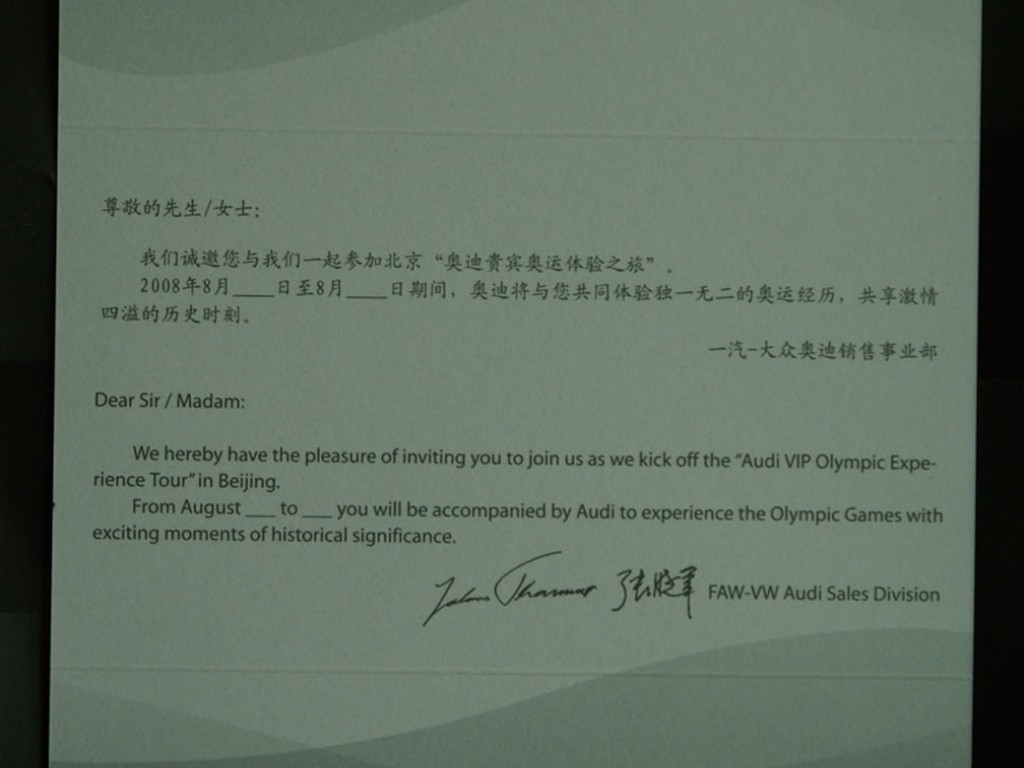 尊敬的先生/女士：
我们诚邀您与我们一起参加北京“奥迪贵宾奥运体验之旅”。
2008年8月____日至8月____日期间，奥迪将与您共同体验独一无二的奥运经历，共享激情
四溢的历史时刻。
一汽-大众奥迪销售事业部
Dear Sir / Madam:
We hereby have the pleasure of inviting you to join us as we kick off the "Audi VIP Olympic Expe-
rience Tour" in Beijing.
From August ___ to ___ you will be accompanied by Audi to experience the Olympic Games with
exciting moments of historical significance.
FAW-VW Audi Sales Division